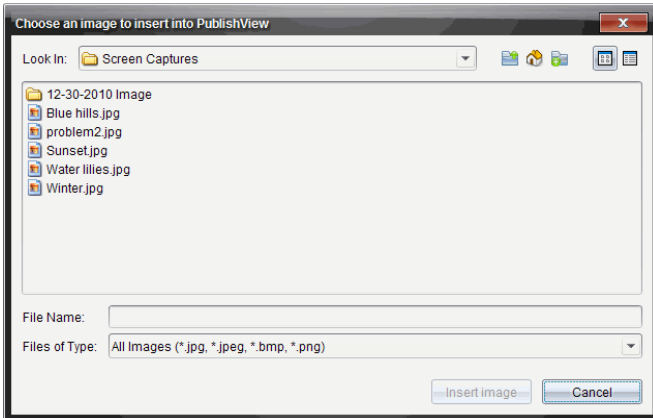 Choose an image to insert into PublishView
Look In: Screen Captures
12-30-2010 Image
Blue hills.jpg
problem2.jpg
Sunset.jpg
Water lilies.jpg
Winter.jpg
File Name:
Files of Type: All Images (*.jpg, *.jpeg, *.bmp, *.png)
Insert image Cancel